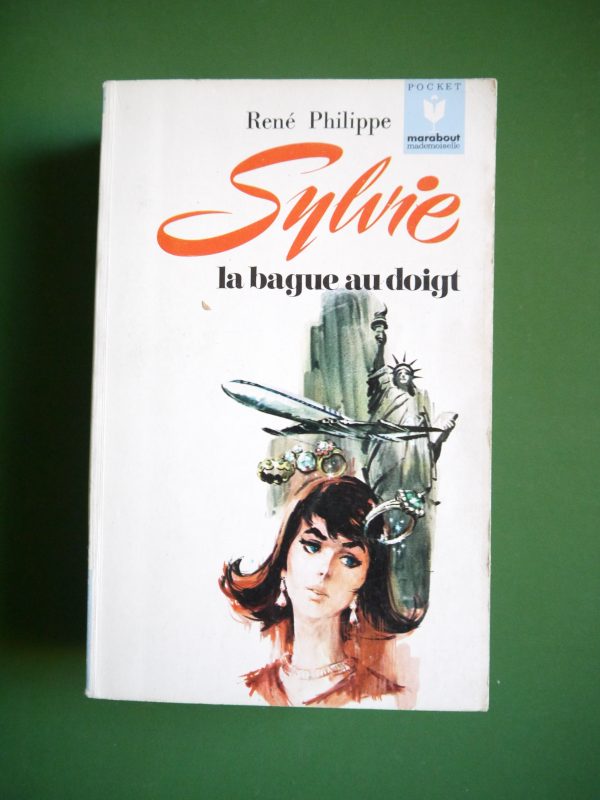 POCKET
marabout
mademoiselle
René Philippe
Sylvie
la bague au doigt